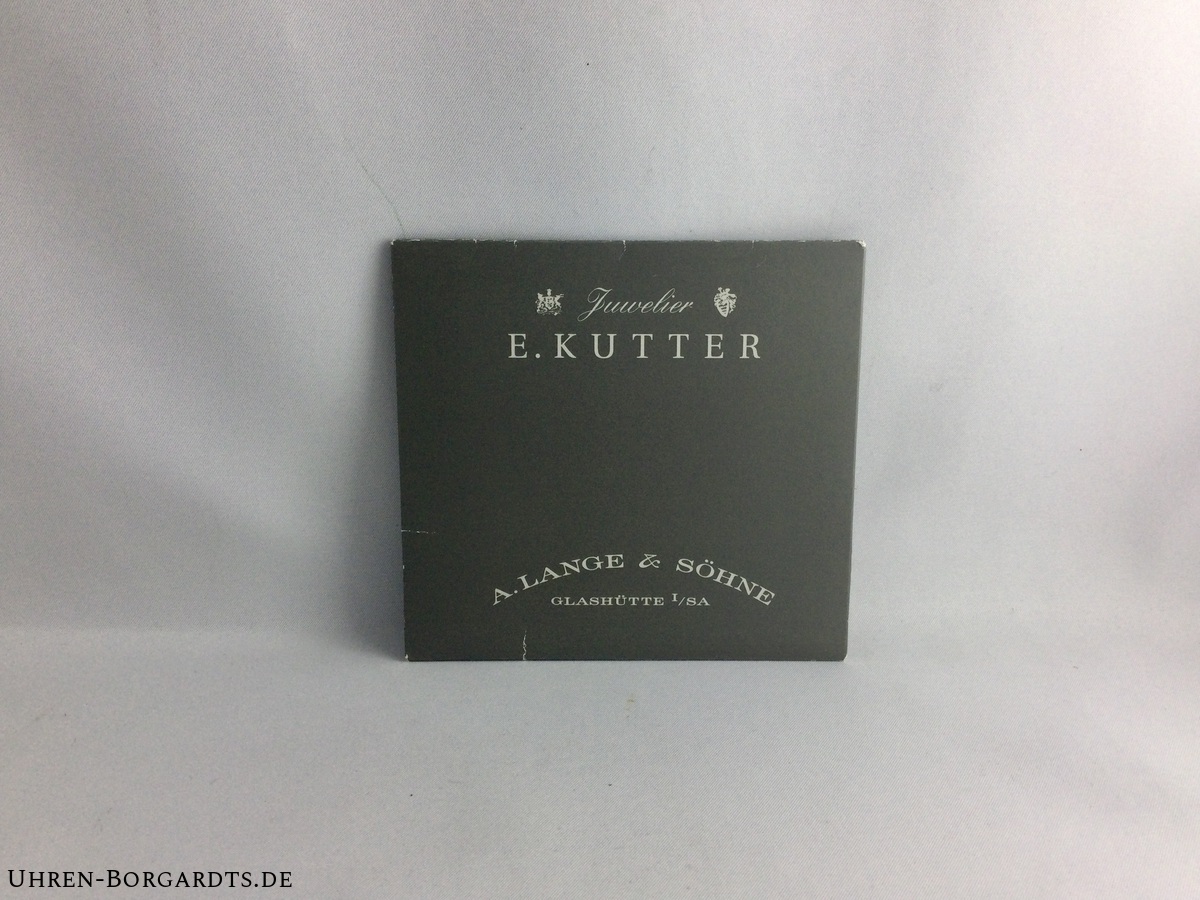 Juwelier
E. KUTTER
A. LANGE & SÖHNE
GLASHÜTTE I/SA
UHREN-BORGARDTS.DE